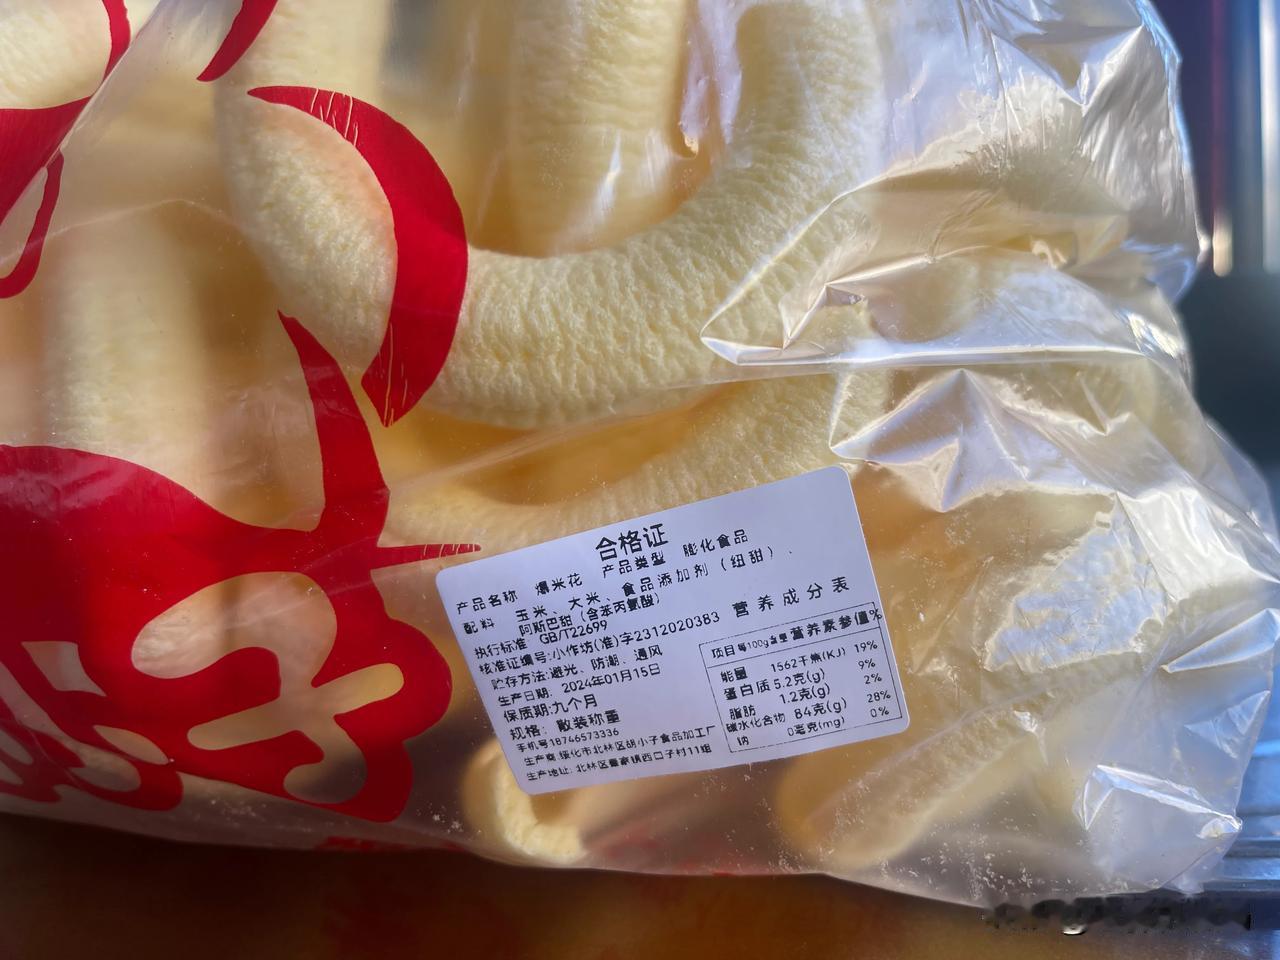 合格证
产品名称 爆米花 产品类型 膨化食品
配料 玉米、大米、食品添加剂（纽甜）、
阿斯巴甜（含苯丙氨酸）
执行标准 GB/T22699
核准证编号:小作坊(准)字2312020383
贮存方法:避光、防潮、通风
生产日期: 2024年01月15日
保质期:九个月
规格: 散装称重
手机号18746573336
生产商:绥化市北林区胡小子食品加工厂
生产地址: 北林区 镇西口子村11组
营养成分表
项目 每100g含量 营养素参值%
能量 1562千焦(KJ) 19%
蛋白质 5.2克(g) 9%
脂肪 1.2克(g) 2%
碳水化合物 84克(g) 28%
钠 0毫克(mg) 0%